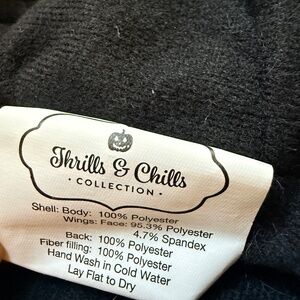 Thrills & Chills
• COLLECTION •
Shell: Body: 100% Polyester
Wings: Face: 95.3% Polyester
4.7% Spandex
Back: 100% Polyester
Fiber filling: 100% Polyester
Hand Wash in Cold Water
Lay Flat to Dry